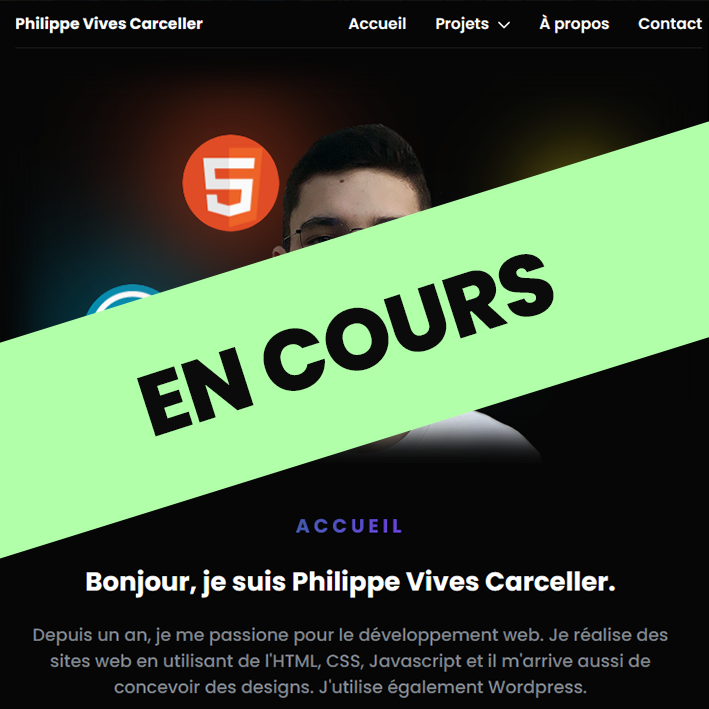 Philippe Vives Carceller Accueil Projets À propos Contact
5
EN COURS
ACCUEIL
Bonjour, je suis Philippe Vives Carceller.
Depuis un an, je me passione pour le développement web. Je réalise des
sites web en utilisant de l'HTML, CSS, Javascript et il m'arrive aussi de
concevoir des designs. J'utilise également Wordpress.